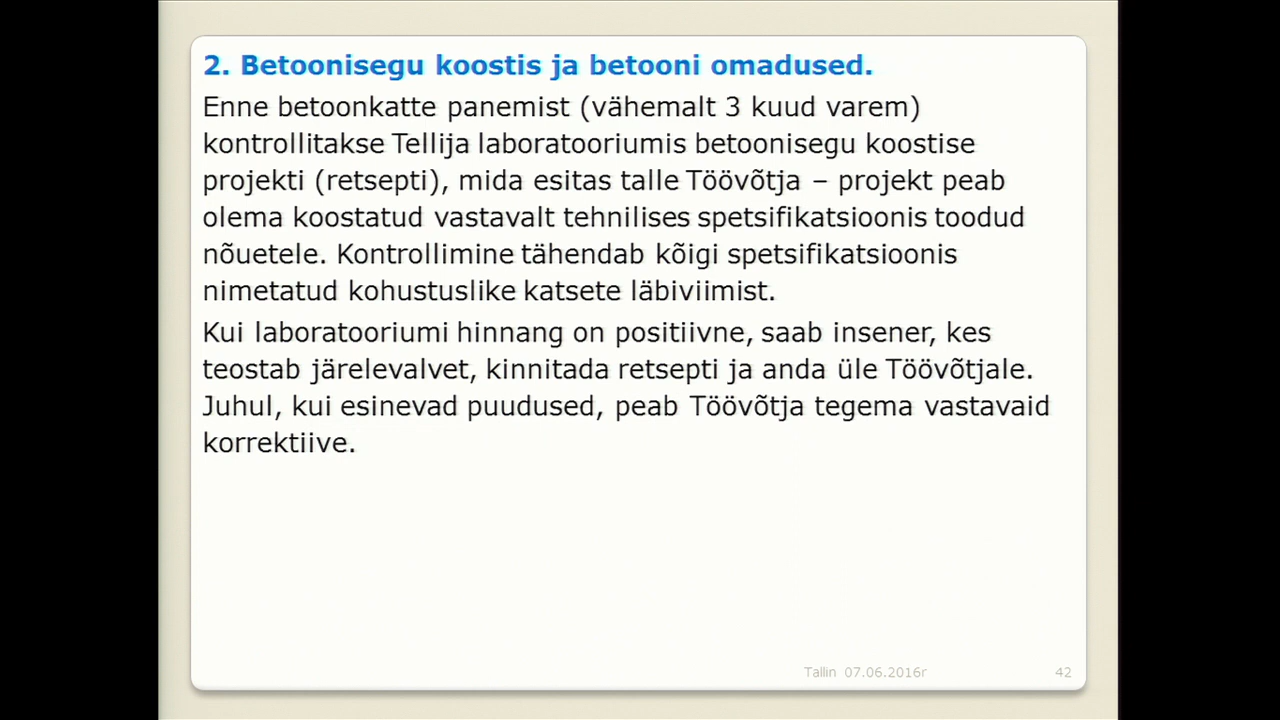 2. Betoonisegu koostis ja betooni omadused.
Enne betoonkatte panemist (vähemalt 3 kuud varem)
kontrollitakse Tellija laboratooriumis betoonisegu koostise
projekti (retsepti), mida esitas talle Töövõtja – projekt peab
olema koostatud vastavalt tehnilises spetsifikatsioonis toodud
nõuetele. Kontrollimine tähendab kõigi spetsifikatsioonis
nimetatud kohustuslike katsete läbiviimist.
Kui laboratooriumi hinnang on positiivne, saab insener, kes
teostab järelevalvet, kinnitada retsepti ja anda üle Töövõtjale.
Juhul, kui esinevad puudused, peab Töövõtja tegema vastavaid
korrektiive.
Tallin 07.06.2016r 42